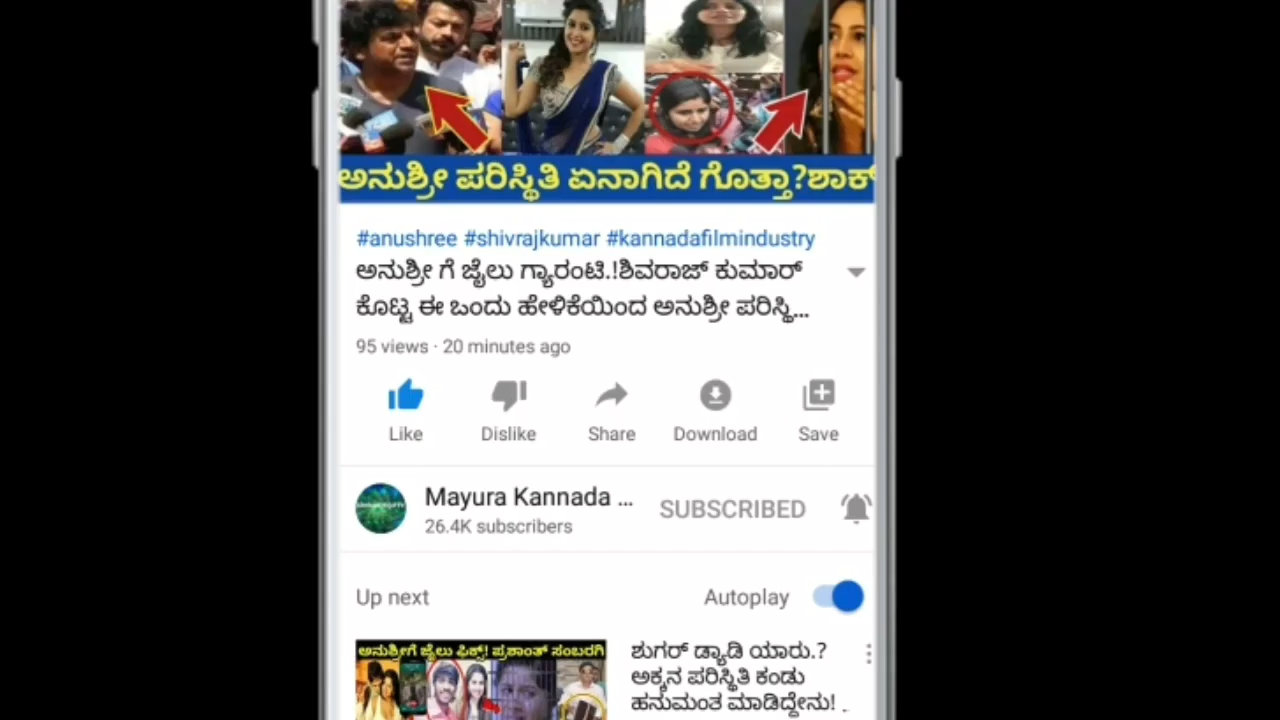 ಅನುಶ್ರೀ ಪರಿಸ್ಥಿತಿ ಏನಾಗಿದೆ ಗೊತ್ತಾ?ಶಾಕ್
#anushree #shivrajkumar #kannadafilmindustry
ಅನುಶ್ರೀ ಗೆ ಜೈಲು ಗ್ಯಾರಂಟಿ.!ಶಿವರಾಜ್ ಕುಮಾರ್
ಕೊಟ್ಟ ಈ ಒಂದು ಹೇಳಿಕೆಯಿಂದ ಅನುಶ್ರೀ ಪರಿಸ್ಥಿ...
95 views · 20 minutes ago
Like Dislike Share Download Save
Mayura Kannada ...
26.4K subscribers
SUBSCRIBED
Up next
Autoplay
ಅನುಶ್ರೀಗೆ ಜೈಲು ಫಿಕ್ಸ್! ಪ್ರಶಾಂತ್ ಸಂಬರಗಿ
ಶುಗರ್ ಡ್ಯಾಡಿ ಯಾರು.?
ಅಕ್ಕನ ಪರಿಸ್ಥಿತಿ ಕಂಡು
ಹನುಮಂತ ಮಾಡಿದ್ದೇನು! ..